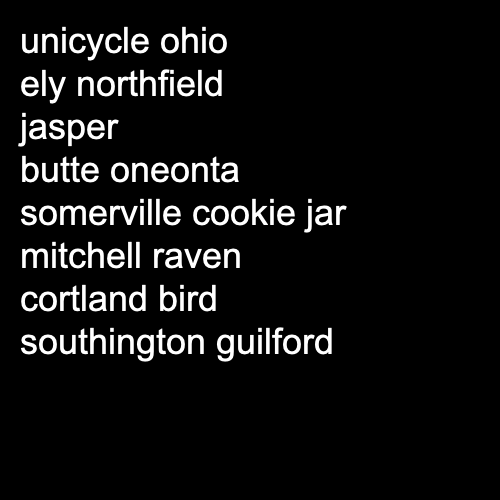 unicycle ohio
ely northfield
jasper
butte oneonta
somerville cookie jar
mitchell raven
cortland bird
southington guilford